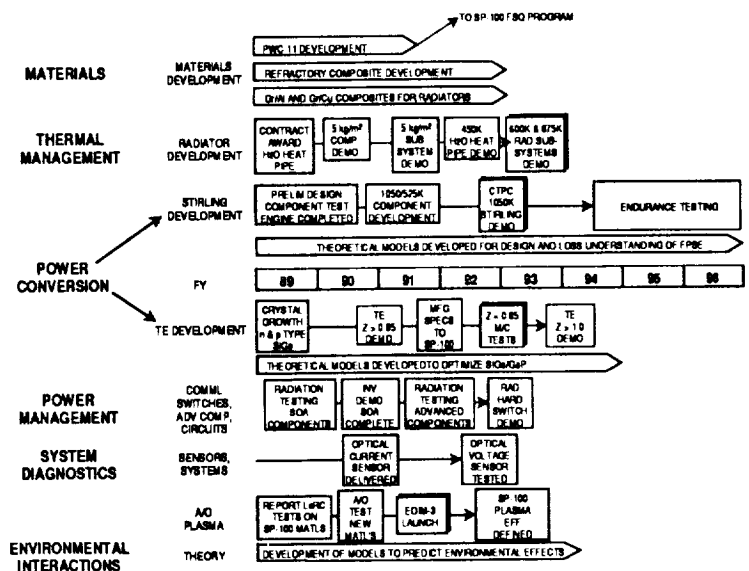 TO SP-100 FSQ PROGRAM
PWC 11 DEVELOPMENT
MATERIALS
MATERIALS
DEVELOPMENT
REFRACTORY COMPOSITE DEVELOPMENT
Gr/Al AND Gr/Cu COMPOSITES FOR RADIATORS
THERMAL
MANAGEMENT
RADIATOR
DEVELOPMENT
CONTRACT
AWARD
H2O HEAT
PIPE
5 kg/m²
COMP
DEMO
5 kg/m²
SUB
SYSTEM
DEMO
450K
H2O HEAT
PIPE DEMO
600K & 875K
RAD SUB-
SYSTEMS
DEMO
STIRLING
DEVELOPMENT
PRELIM DESIGN
COMPONENT TEST
ENGINE COMPLETED
1050/525K
COMPONENT
DEVELOPMENT
CTPC
1050K
STIRLING
DEMO
ENDURANCE TESTING
THEORETICAL MODELS DEVELOPED FOR DESIGN AND LOSS UNDERSTANDING OF FPSE
POWER
CONVERSION
FY
89 90 91 92 93 94 95 96
TE DEVELOPMENT
CRYSTAL
GROWTH
n & p TYPE
SiGe
TE
Z > 0.85
DEMO
MFG
SPECS
TO
SP-100
Z = 0.85
M/C
TESTS
TE
Z > 1.0
DEMO
THEORETICAL MODELS DEVELOPED TO OPTIMIZE SiGe/GaP
POWER
MANAGEMENT
COMML
SWITCHES,
ADV COMP,
CIRCUITS
RADIATION
TESTING
SOA
COMPONENTS
INV
DEMO
SOA
COMPLETE
RADIATION
TESTING
ADVANCED
COMPONENTS
RAD
HARD
SWITCH
DEMO
SYSTEM
DIAGNOSTICS
SENSORS,
SYSTEMS
OPTICAL
CURRENT
SENSOR
DELIVERED
OPTICAL
VOLTAGE
SENSOR
TESTED
A/O
PLASMA
REPORT LeRC
TESTS ON
SP-100 MATLS
A/O
TEST
NEW
MATL'S
EOIM-3
LAUNCH
SP-100
PLASMA
EFF
DEFINED
ENVIRONMENTAL
INTERACTIONS
THEORY
DEVELOPMENT OF MODELS TO PREDICT ENVIRONMENTAL EFFECTS